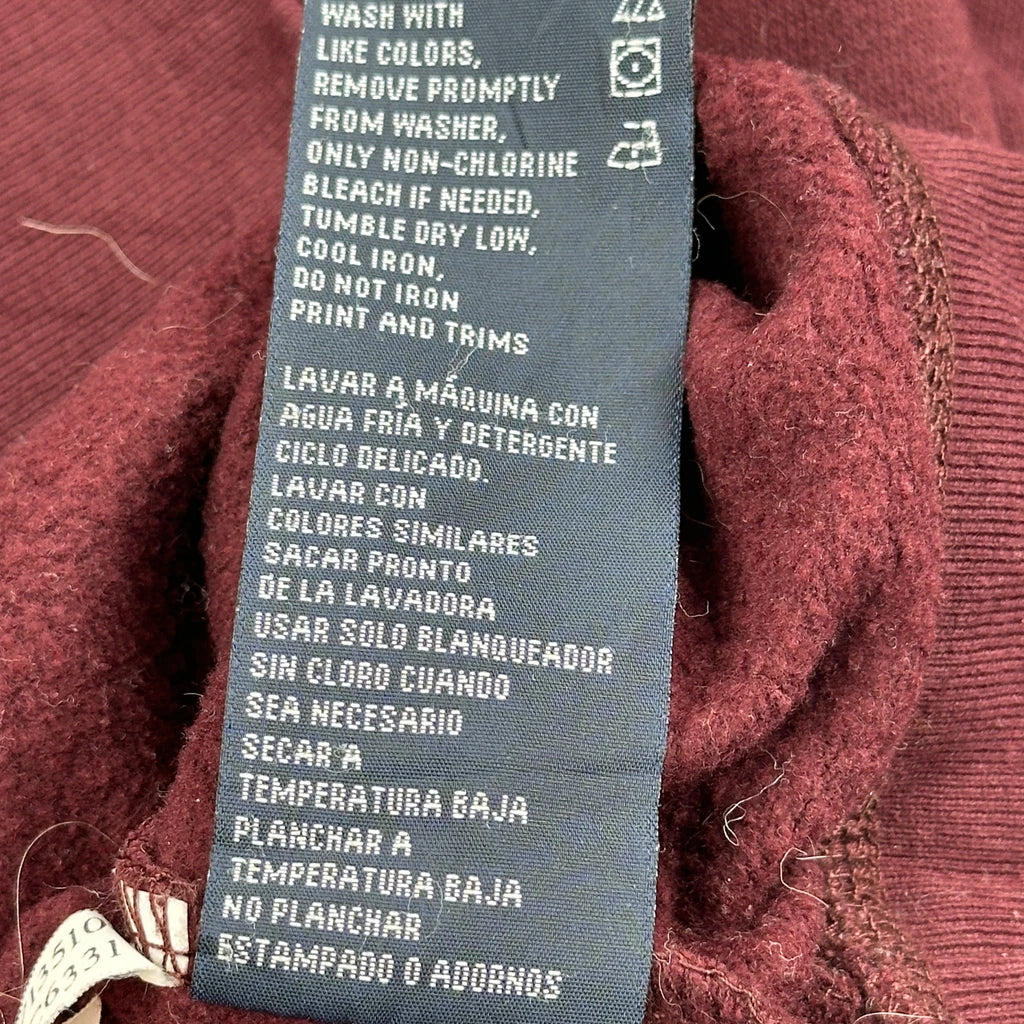 WASH WITH
LIKE COLORS,
REMOVE PROMPTLY
FROM WASHER,
ONLY NON-CHLORINE
BLEACH IF NEEDED,
TUMBLE DRY LOW,
COOL IRON,
DO NOT IRON
PRINT AND TRIMS
LAVAR A MÁQUINA CON
AGUA FRÍA Y DETERGENTE
CICLO DELICADO.
LAVAR CON
COLORES SIMILARES
SACAR PRONTO
DE LA LAVADORA
USAR SOLO BLANQUEADOR
SIN CLORO CUANDO
SEA NECESARIO
SECAR A
TEMPERATURA BAJA
PLANCHAR A
TEMPERATURA BAJA
NO PLANCHAR
ESTAMPADO O ADORNOS